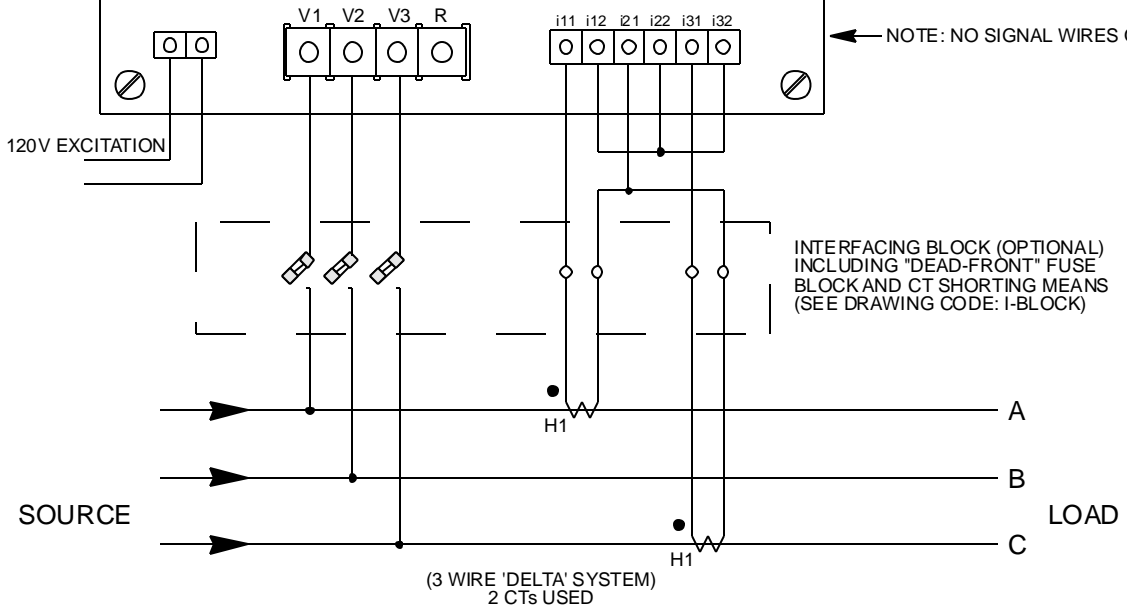 V1 V2 V3 R
i11 i12 i21 i22 i31 i32
NOTE: NO SIGNAL WIRES
120V EXCITATION
INTERFACING BLOCK (OPTIONAL)
INCLUDING "DEAD-FRONT" FUSE
BLOCK AND CT SHORTING MEANS
(SEE DRAWING CODE: I-BLOCK)
H1
A
B
SOURCE
LOAD
C
H1
(3 WIRE 'DELTA' SYSTEM)
2 CTs USED